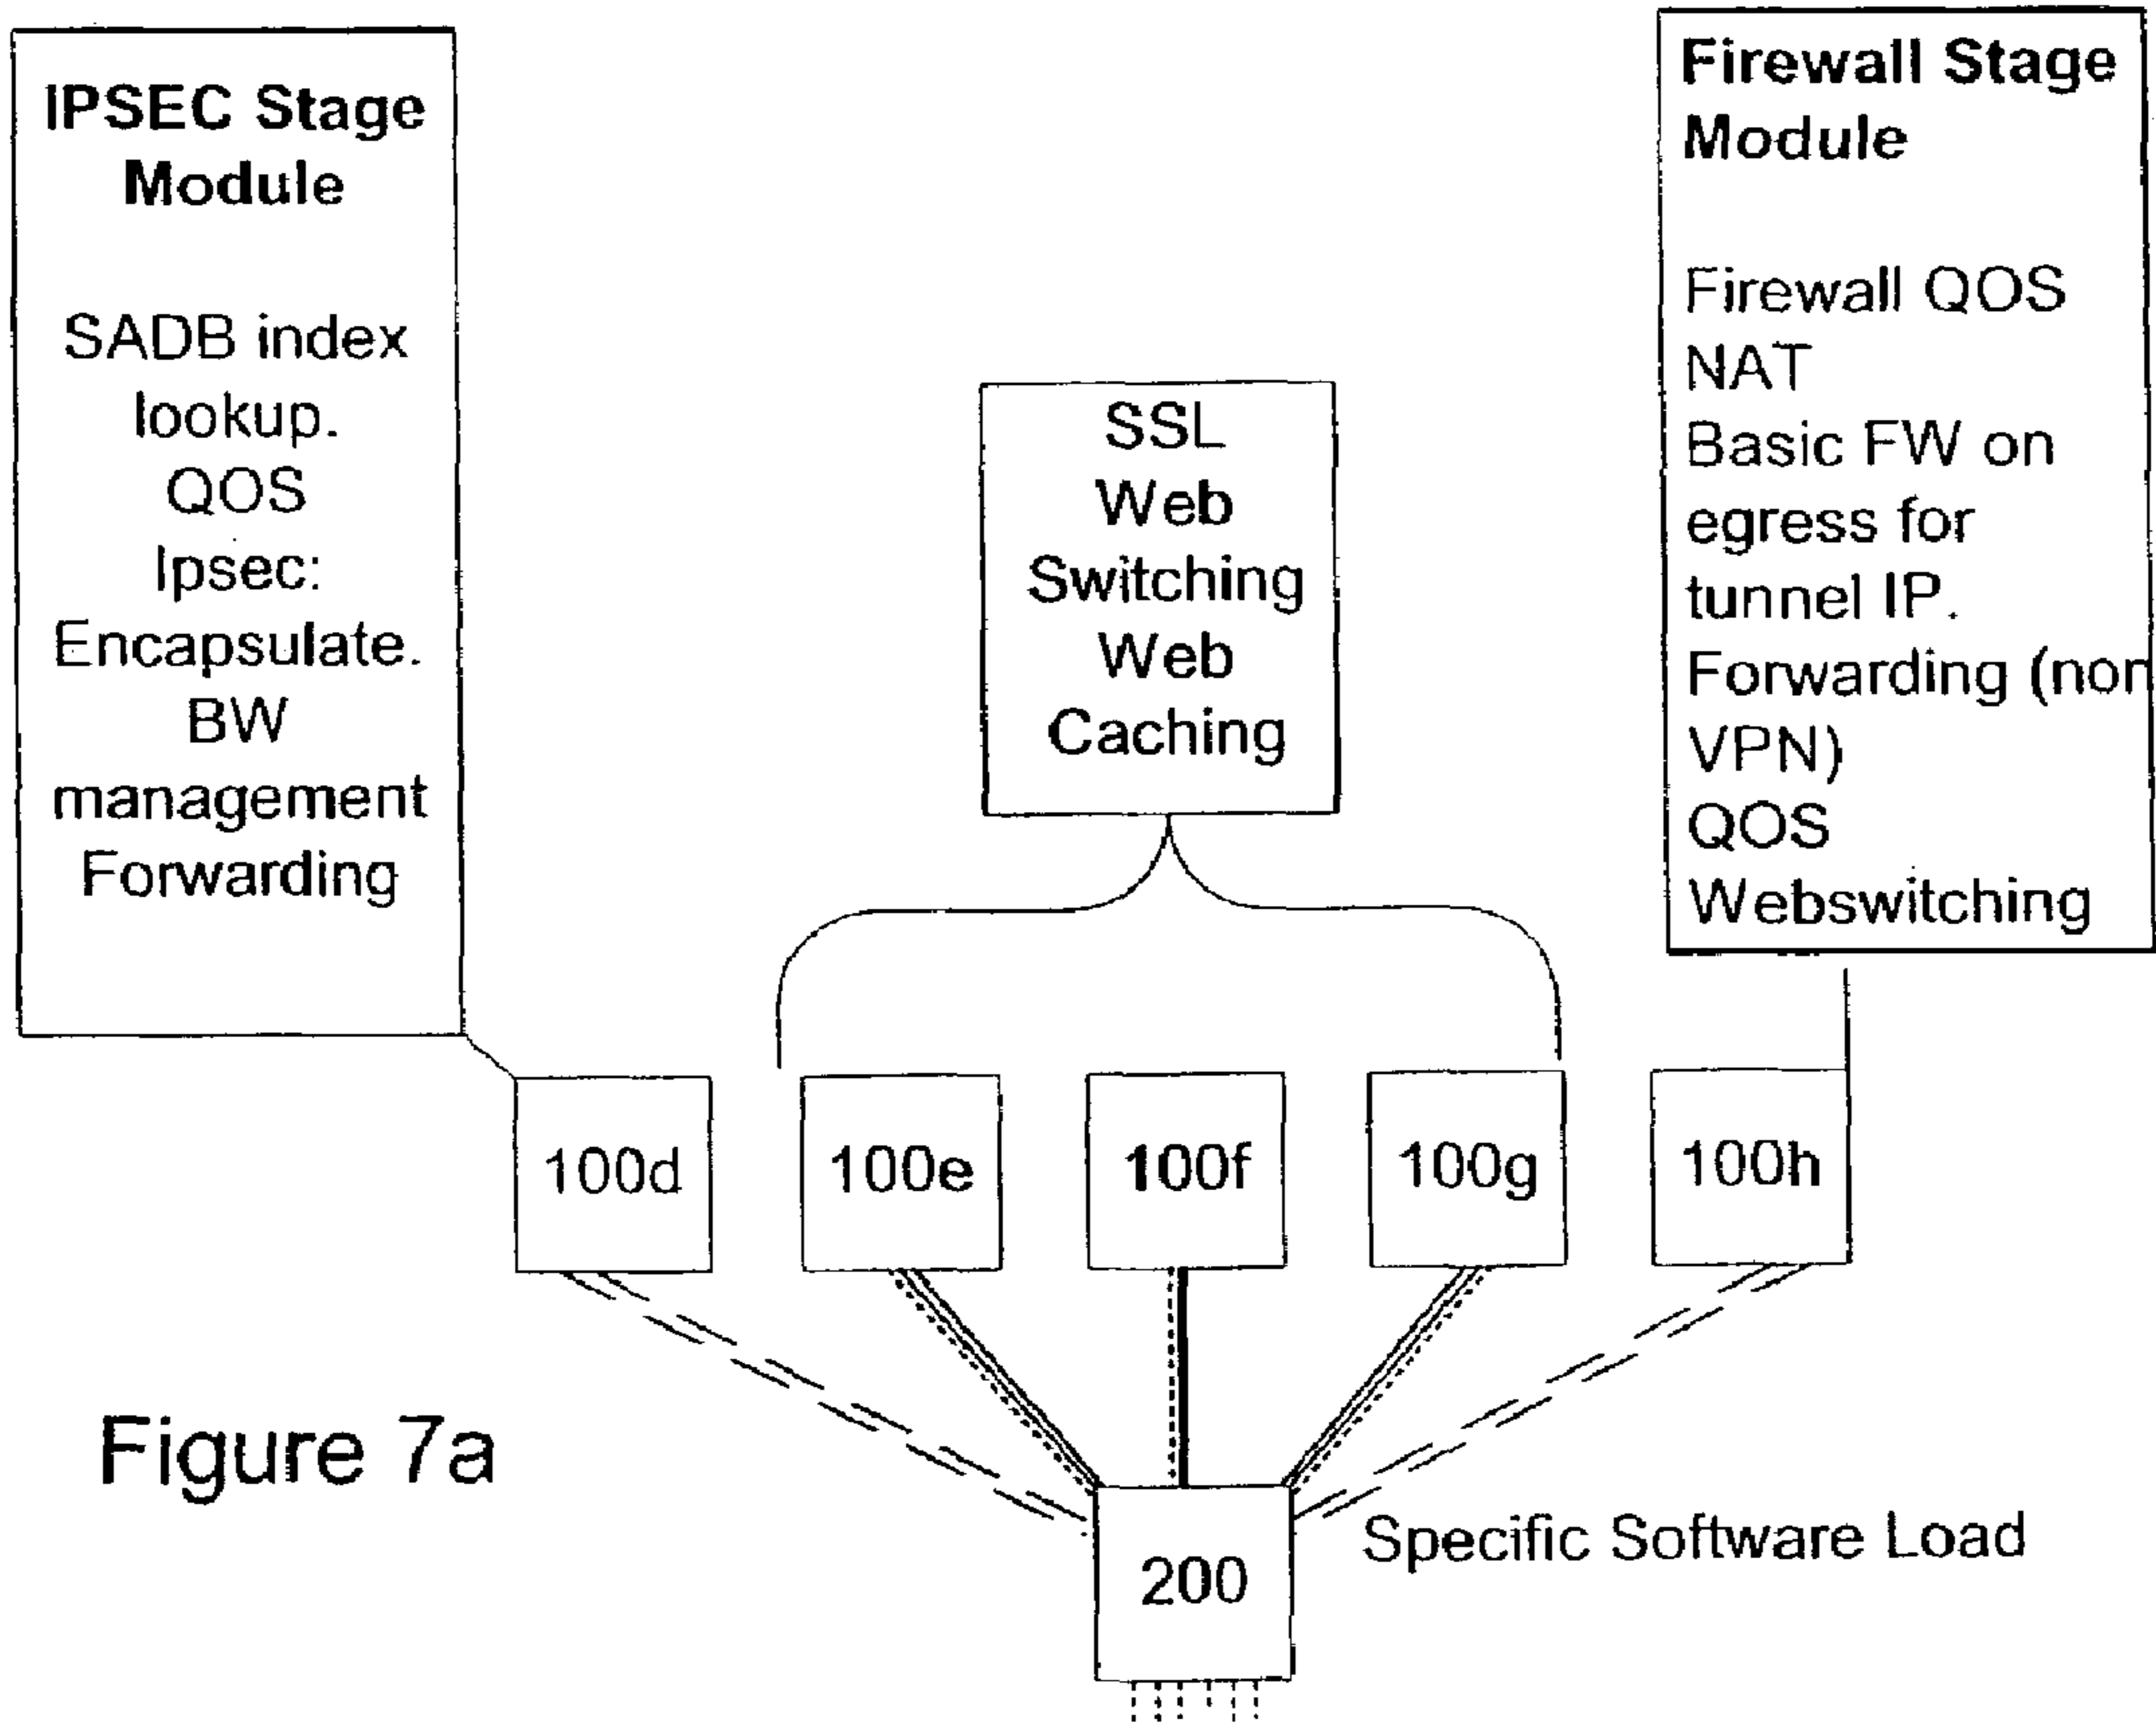 IPSEC Stage
Module
SADB index
lookup.
QOS
Ipsec:
Encapsulate.
BW
management
Forwarding
SSL
Web
Switching
Web
Caching
Firewall Stage
Module
Firewall QOS
NAT
Basic FW on
egress for
tunnel IP.
Forwarding (non
VPN)
QOS
Webswitching
100d
100e
100f
100g
100h
Figure 7a
200
Specific Software Load